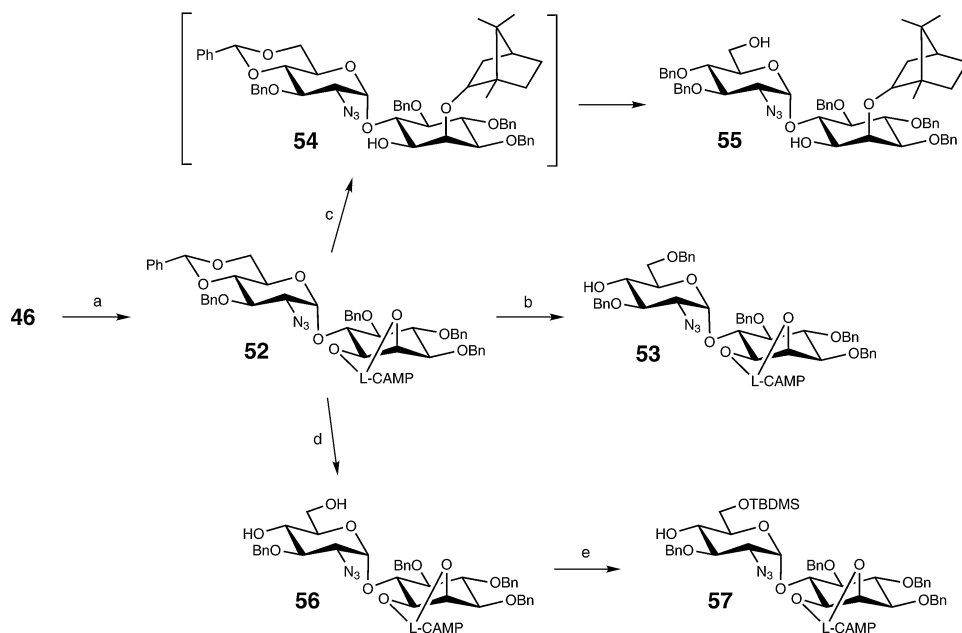 Ph O O O
BnO N₃ O BnO O OBn
HO OBn
54
OH
BnO O
BnO N₃ O BnO O OBn
HO OBn
55
c
46
a
Ph O O O
BnO N₃ O BnO O OBn
O OBn
L-CAMP
52
b
OBn
HO O
BnO N₃ O BnO O OBn
O OBn
L-CAMP
53
d
OH
HO O
BnO N₃ O BnO O OBn
O OBn
L-CAMP
56
e
OTBDMS
HO O
BnO N₃ O BnO O OBn
O OBn
L-CAMP
57